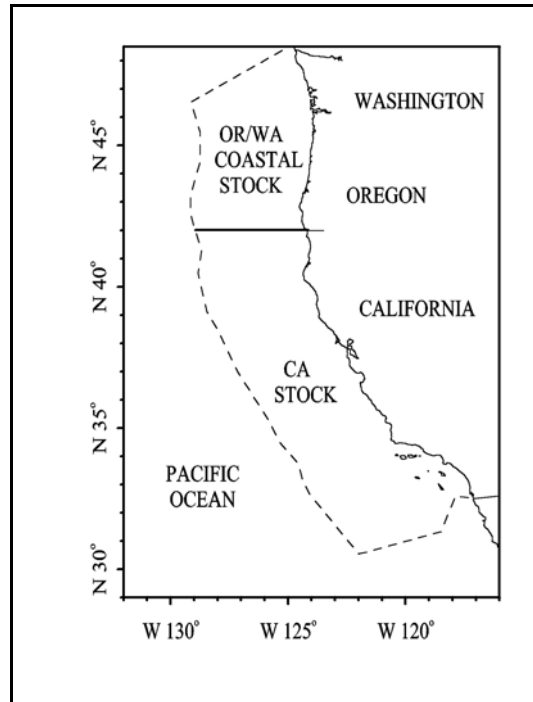 WASHINGTON
OR/WA
COASTAL
STOCK
OREGON
CALIFORNIA
CA
STOCK
PACIFIC
OCEAN
N 45°
N 40°
N 35°
N 30°
W 130°
W 125°
W 120°